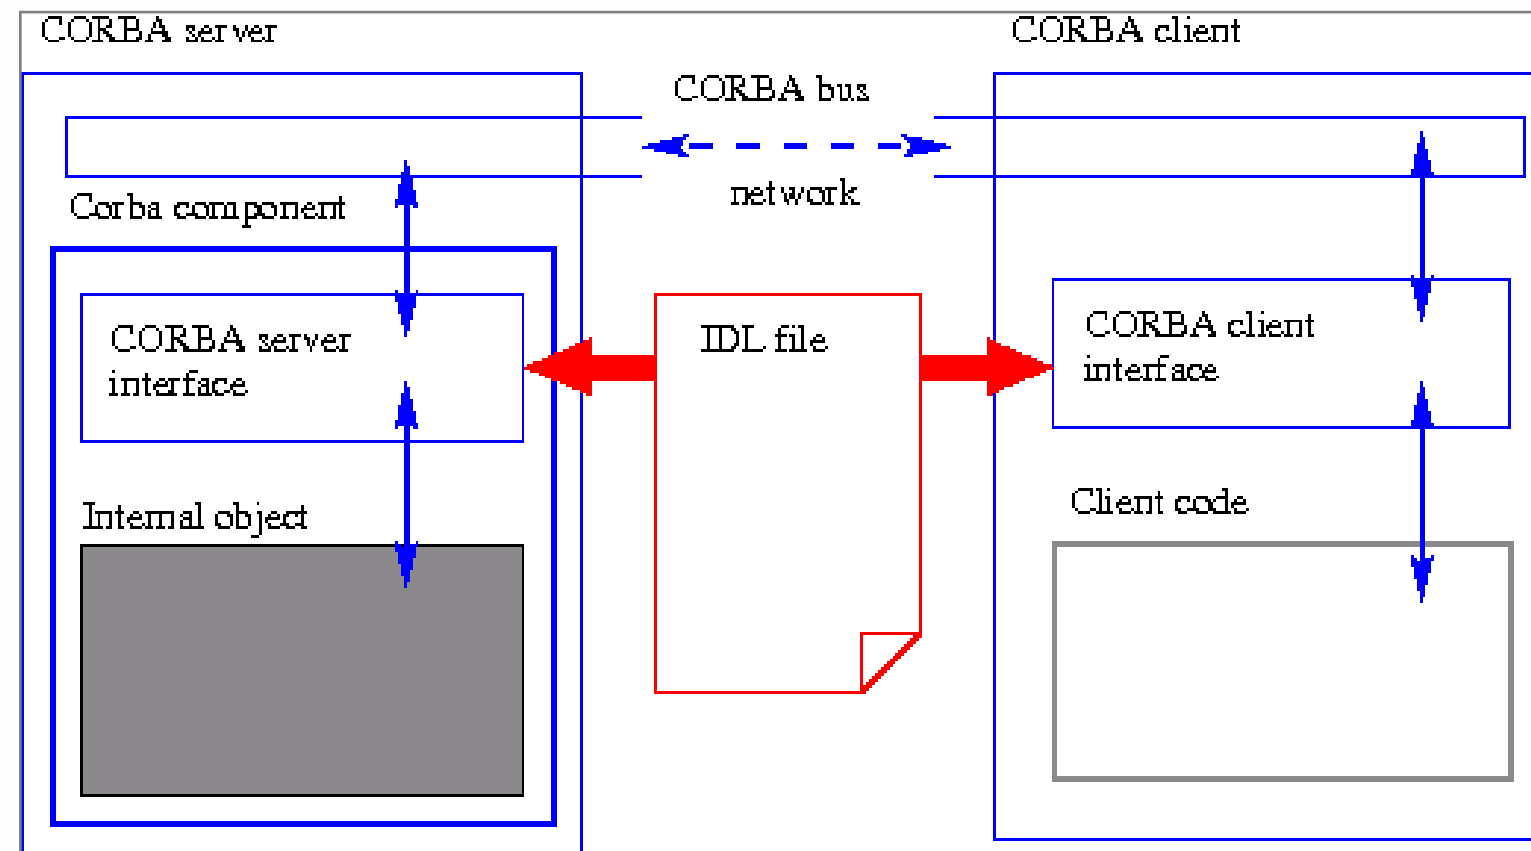 CORBA server
CORBA client
CORBA bus
network
Corba component
CORBA server
interface
IDL file
CORBA client
interface
Internal object
Client code